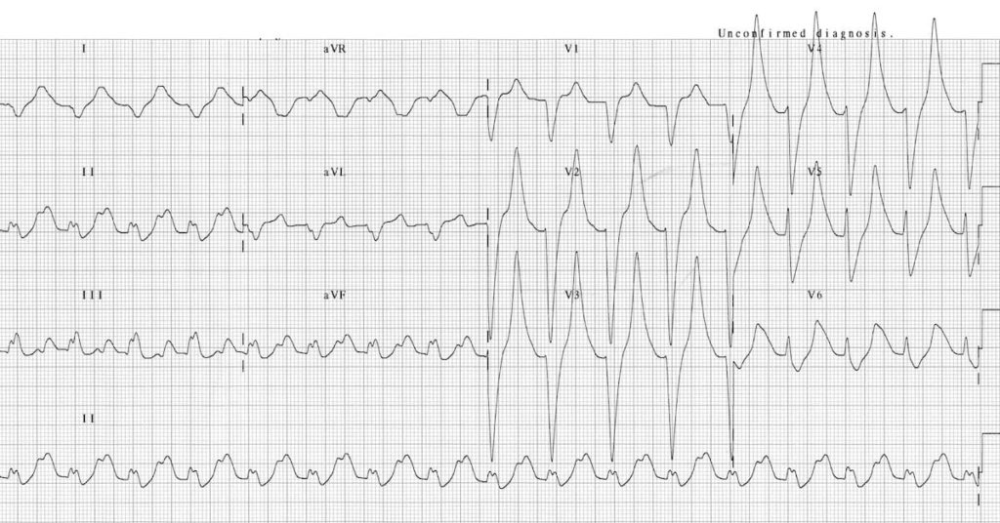 Unconfirmed diagnosis.
I aVR V1 V4
II aVL V2 V5
III aVF V3 V6
II